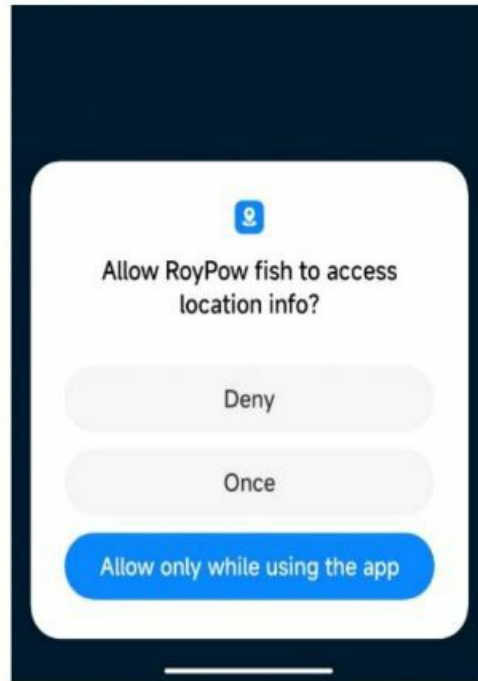 Allow RoyPow fish to access
location info?
Deny
Once
Allow only while using the app